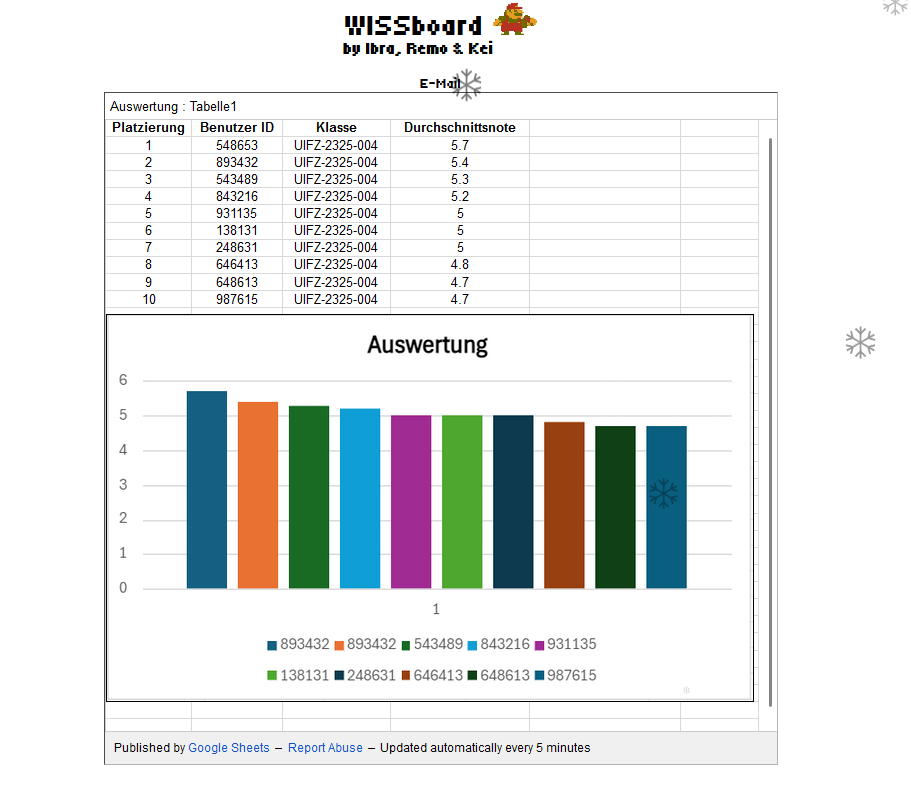 WISSboard
by Ibra, Remo & Kei
E-Mail
Auswertung : Tabelle1
Platzierung Benutzer ID Klasse Durchschnittsnote
1 548653 UIFZ-2325-004 5.7
2 893432 UIFZ-2325-004 5.4
3 543489 UIFZ-2325-004 5.3
4 843216 UIFZ-2325-004 5.2
5 931135 UIFZ-2325-004 5
6 138131 UIFZ-2325-004 5
7 248631 UIFZ-2325-004 5
8 646413 UIFZ-2325-004 4.8
9 648613 UIFZ-2325-004 4.7
10 987615 UIFZ-2325-004 4.7
Auswertung
6
5
4
3
2
1
0
1
893432 893432 543489 843216 931135
138131 248631 646413 648613 987615
Published by Google Sheets – Report Abuse – Updated automatically every 5 minutes